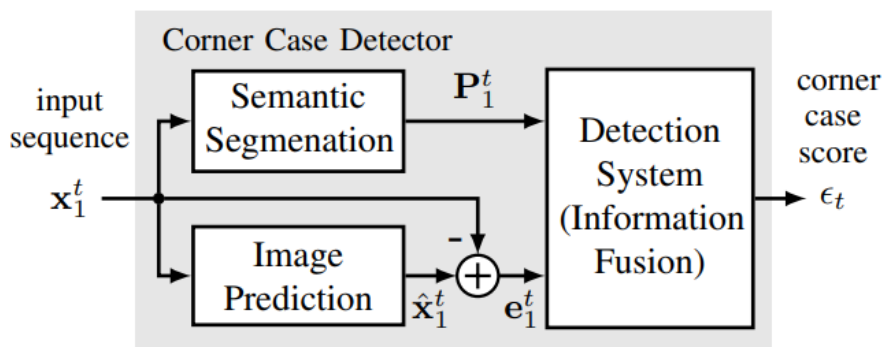 Corner Case Detector
input
sequence
x_1^t
Semantic
Segmenation
P_1^t
Image
Prediction
x̂_1^t
-
+
e_1^t
Detection
System
(Information
Fusion)
corner
case
score
ϵ_t